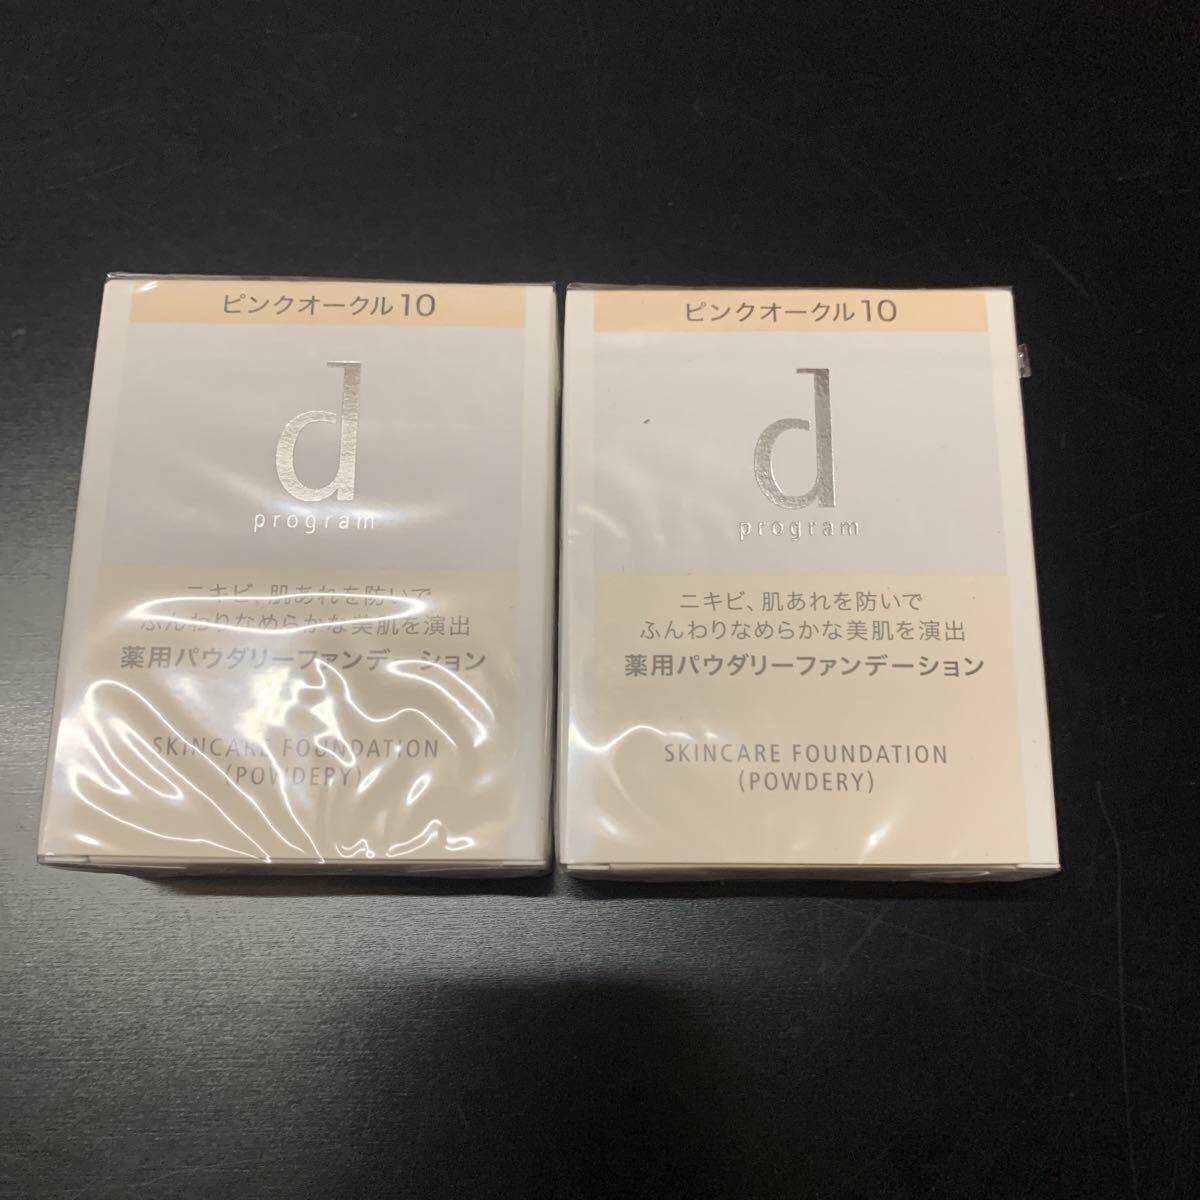 ピンクオークル10
d
program
ニキビ、肌あれを防いで
ふんわりなめらかな美肌を演出
薬用パウダリーファンデーション
SKINCARE FOUNDATION
(POWDERY)
ピンクオークル10
d
program
ニキビ、肌あれを防いで
ふんわりなめらかな美肌を演出
薬用パウダリーファンデーション
SKINCARE FOUNDATION
(POWDERY)